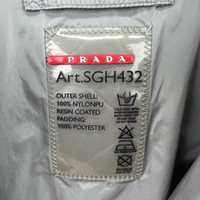 PRADA
Art.SGH432
OUTER SHELL:
100% NYLONPU
RESIN COATED
PADDING:
100% POLYESTER